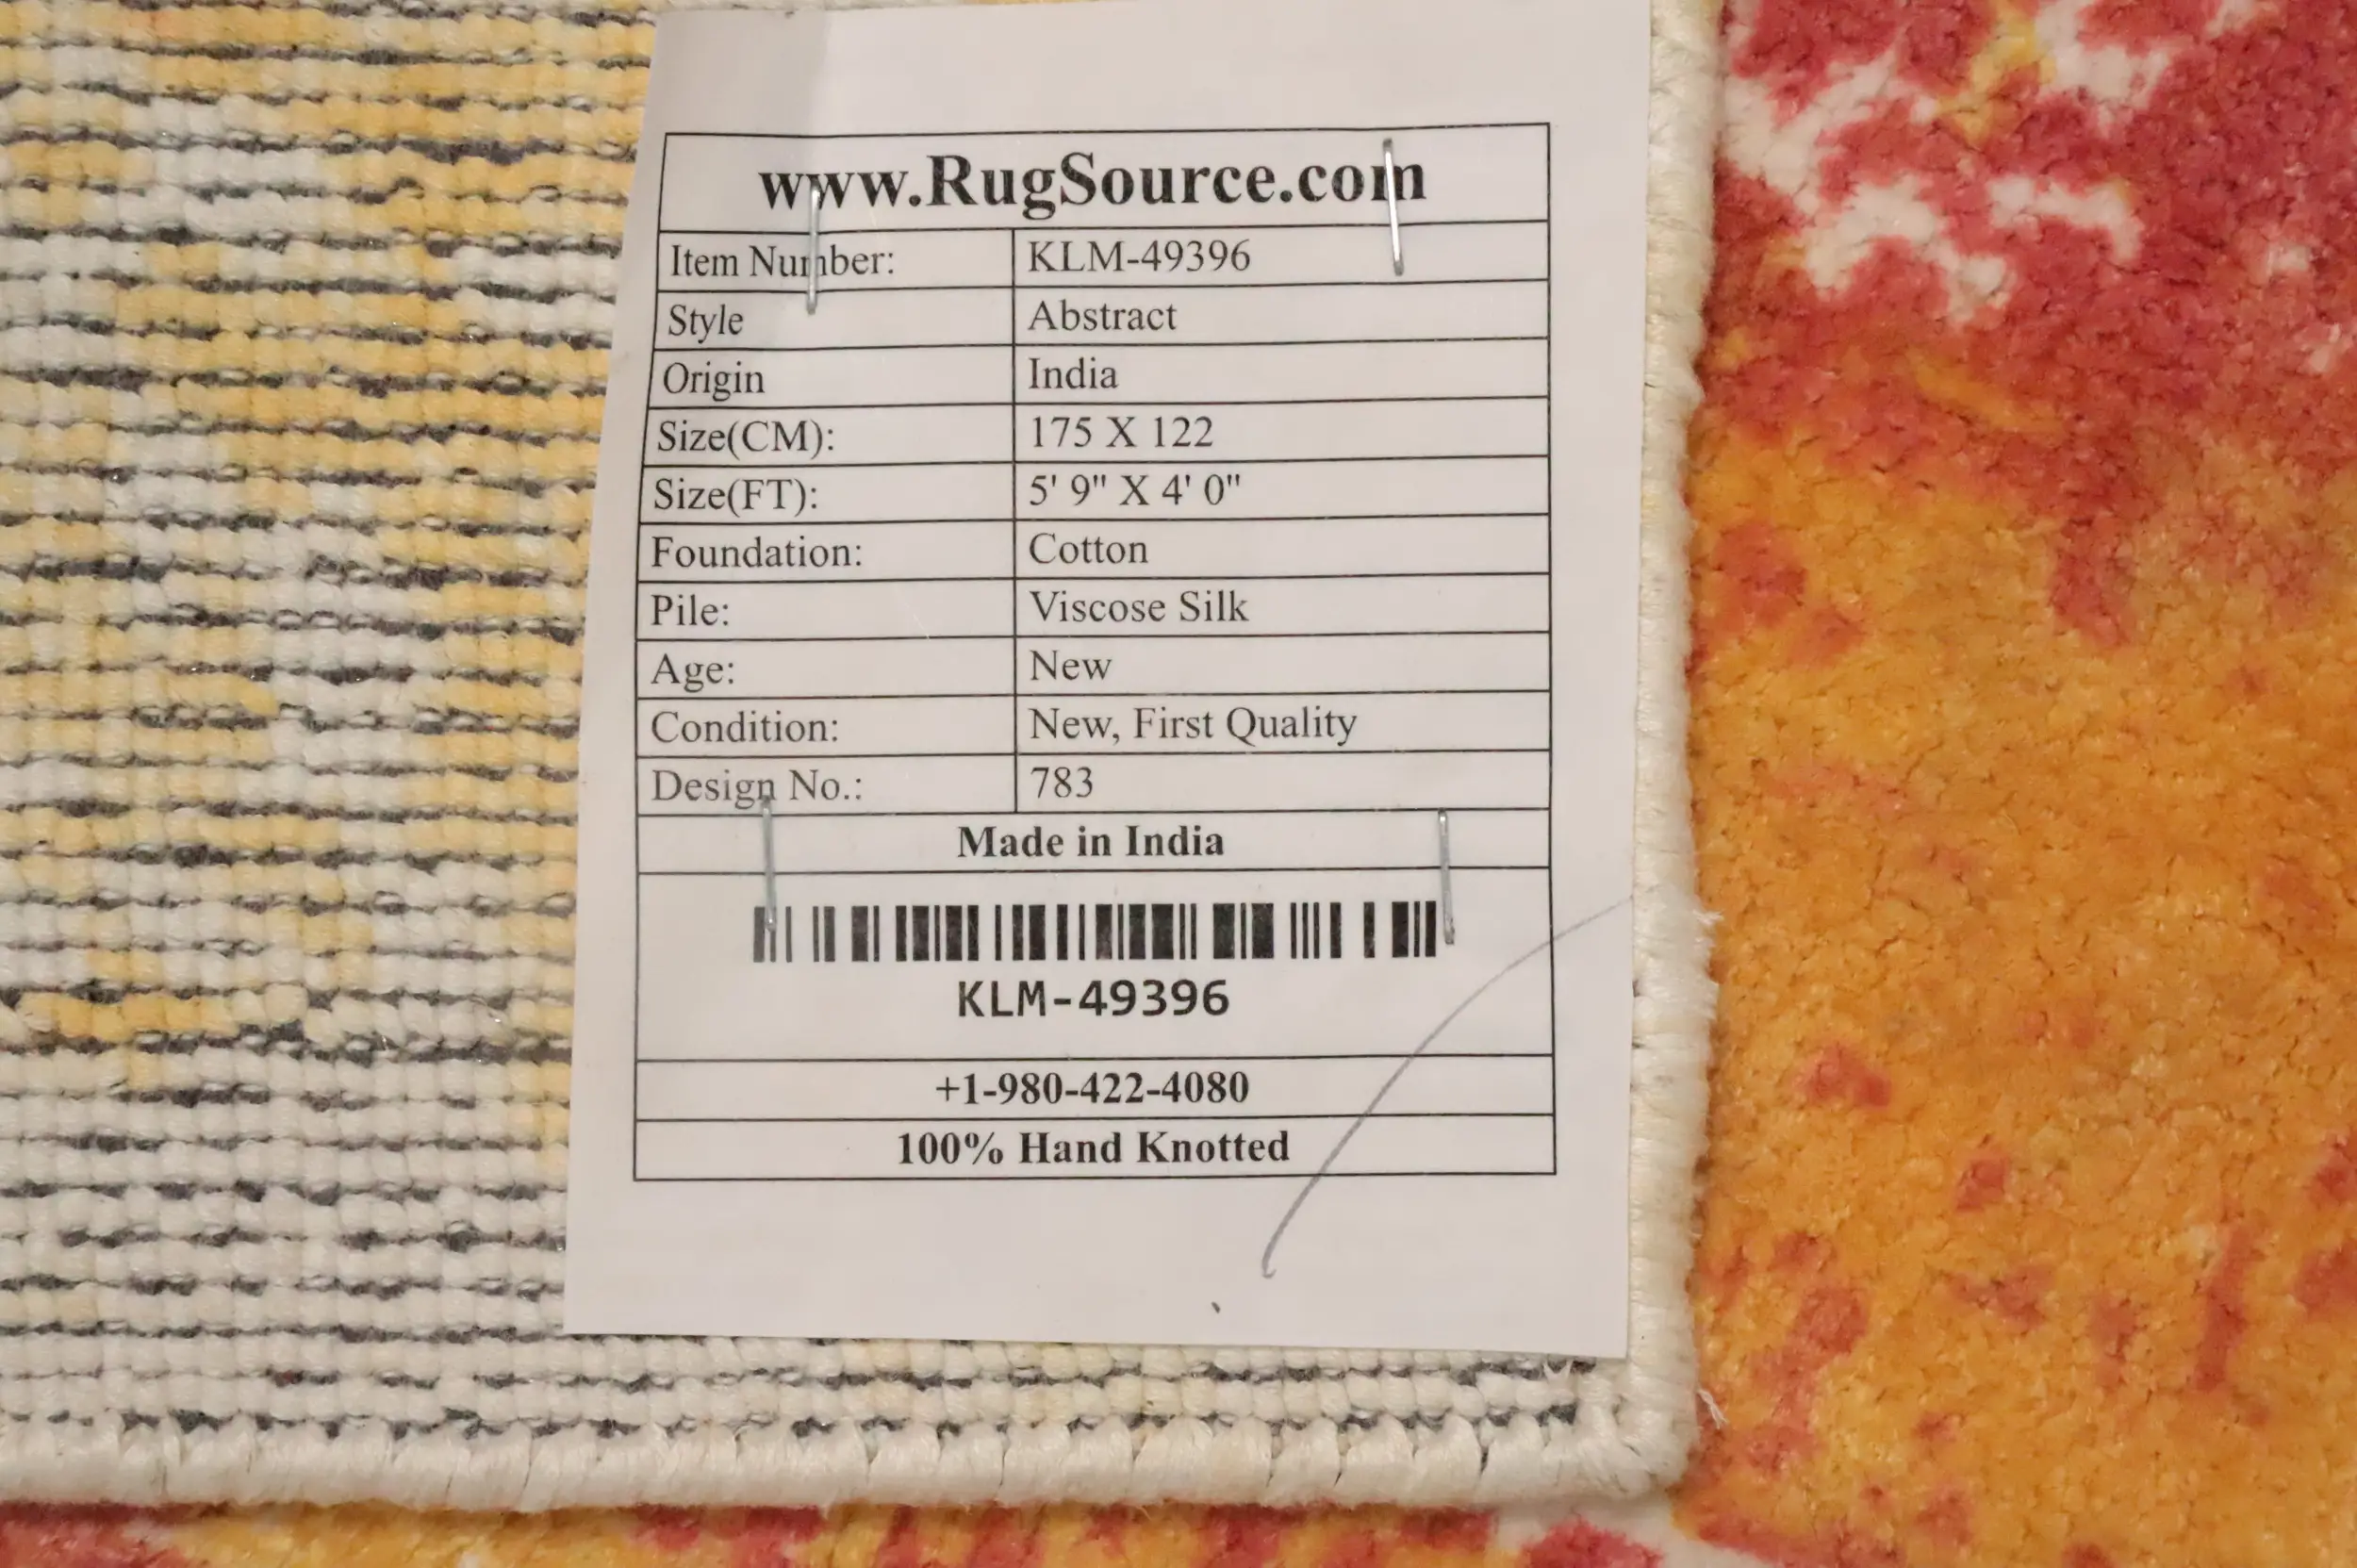 www.RugSource.com
Item Number: KLM-49396
Style Abstract
Origin India
Size(CM): 175 X 122
Size(FT): 5' 9" X 4' 0"
Foundation: Cotton
Pile: Viscose Silk
Age: New
Condition: New, First Quality
Design No.: 783
Made in India
KLM-49396
+1-980-422-4080
100% Hand Knotted